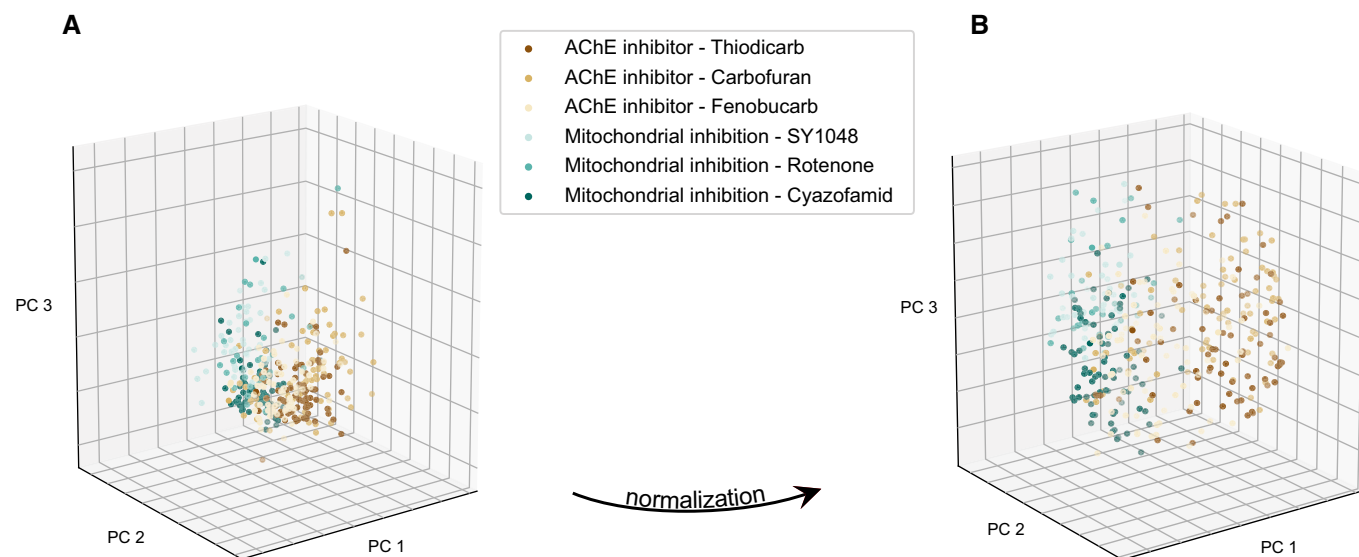 A
B
AChE inhibitor - Thiodicarb
AChE inhibitor - Carbofuran
AChE inhibitor - Fenobucarb
Mitochondrial inhibition - SY1048
Mitochondrial inhibition - Rotenone
Mitochondrial inhibition - Cyazofamid
PC 3
PC 2
PC 1
normalization
PC 3
PC 2
PC 1